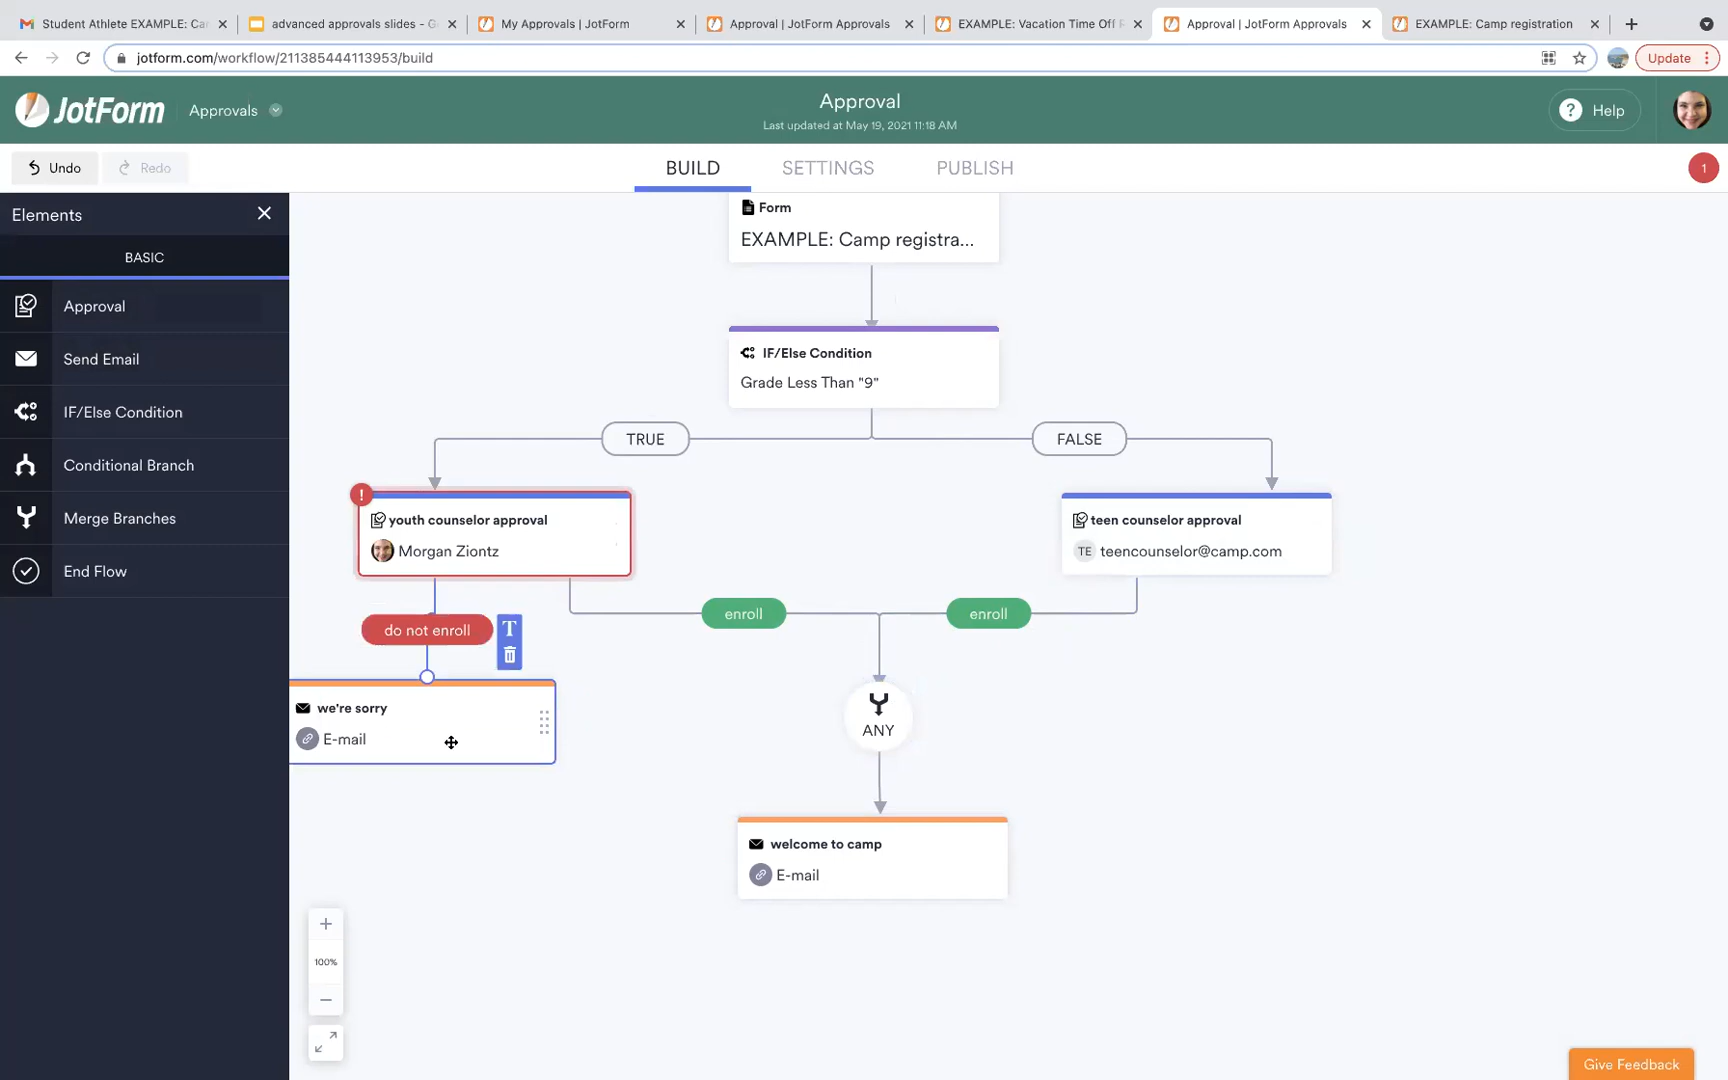 Student Athlete EXAMPLE: Ca
advanced approvals slides - G
My Approvals | JotForm
Approval | JotForm Approvals
EXAMPLE: Vacation Time Off R
Approval | JotForm Approvals
EXAMPLE: Camp registration
jotform.com/workflow/211385444113953/build
Update
JotForm
Approvals
Approval
Last updated at May 19, 2021 11:18 AM
? Help
Undo
Redo
BUILD
SETTINGS
PUBLISH
1
Elements
BASIC
Approval
Send Email
IF/Else Condition
Conditional Branch
Merge Branches
End Flow
Form
EXAMPLE: Camp registra...
IF/Else Condition
Grade Less Than "9"
TRUE
FALSE
!
youth counselor approval
Morgan Ziontz
teen counselor approval
TE teencounselor@camp.com
do not enroll
T
enroll
enroll
we're sorry
E-mail
ANY
welcome to camp
E-mail
100%
Give Feedback